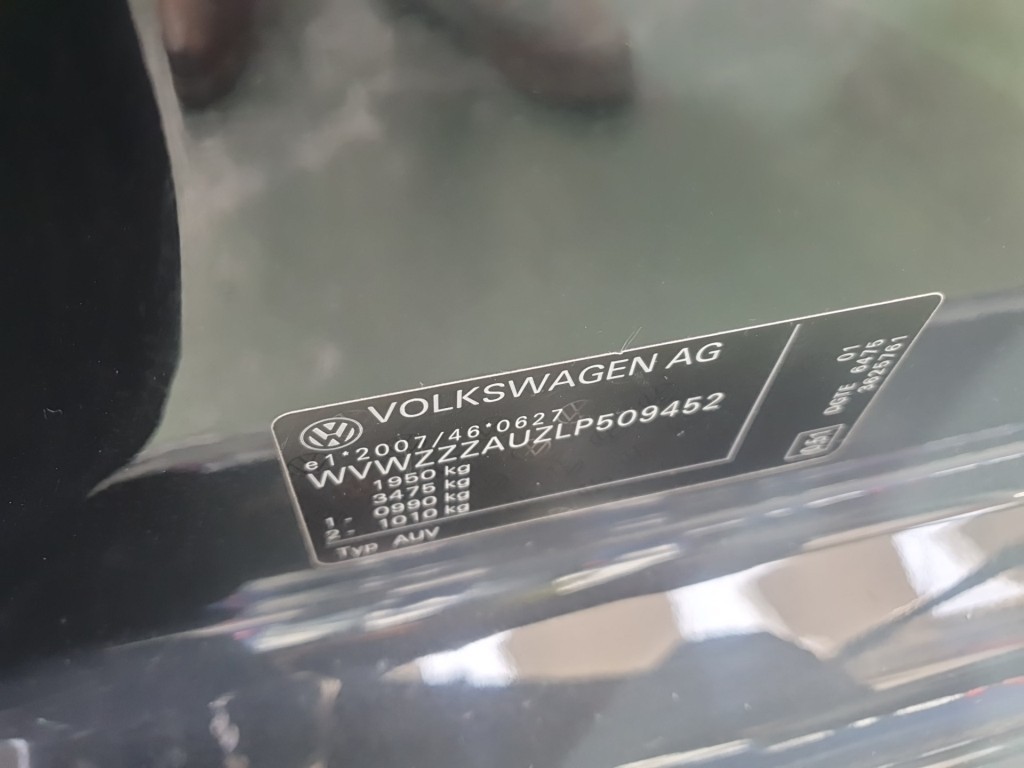 VOLKSWAGEN AG
e1*2007/46*0627
WVWZZZAUZLP509452
1950 kg
3475 kg
1- 0990 kg
2- 1010 kg
Typ AUV
01
6475
3625761